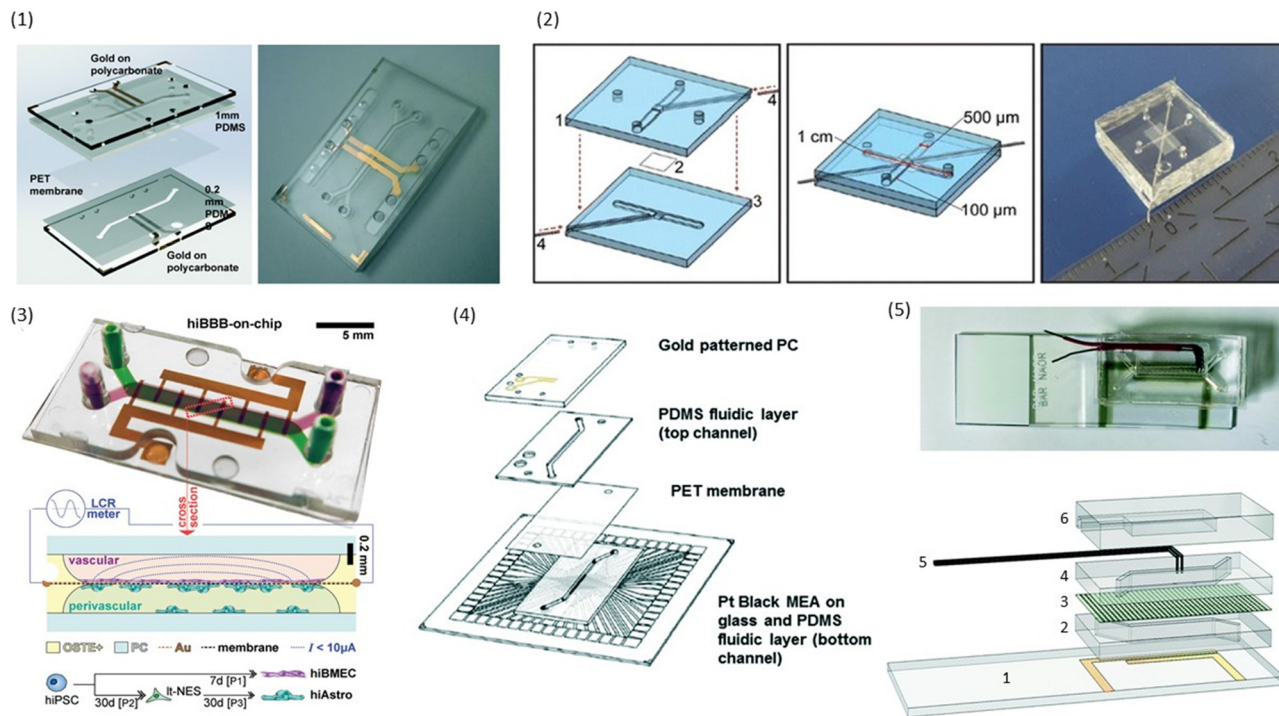 (1)
Gold on
polycarbonate
1mm
PDMS
PET
membrane
0.2
mm
PDM
S
Gold on
polycarbonate
(2)
1
2
3
4
4
1 cm
500 µm
100 µm
0
1
(3)
hiBBB-on-chip
5 mm
LCR
meter
cross
section
0.2 mm
vascular
perivascular
OSTE+ PC Au membrane I < 10µA
hiPSC
7d [P1]
hiBMEC
30d [P2]
lt-NES
30d [P3]
hiAstro
(4)
Gold patterned PC
PDMS fluidic layer
(top channel)
PET membrane
Pt Black MEA on
glass and PDMS
fluidic layer (bottom
channel)
(5)
BAR NAOR
6
5
4
3
2
1